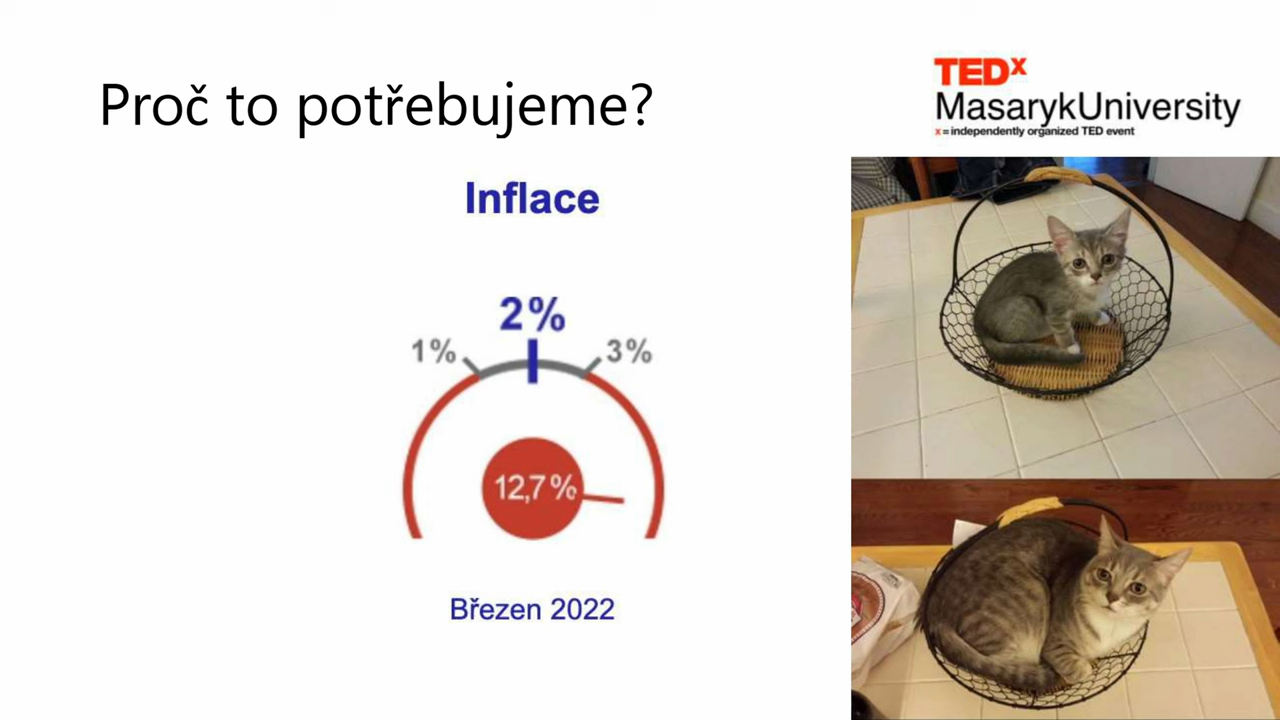 Proč to potřebujeme?
TEDx
MasarykUniversity
x = independently organized TED event
Inflace
2%
1%
3%
12,7%
Březen 2022